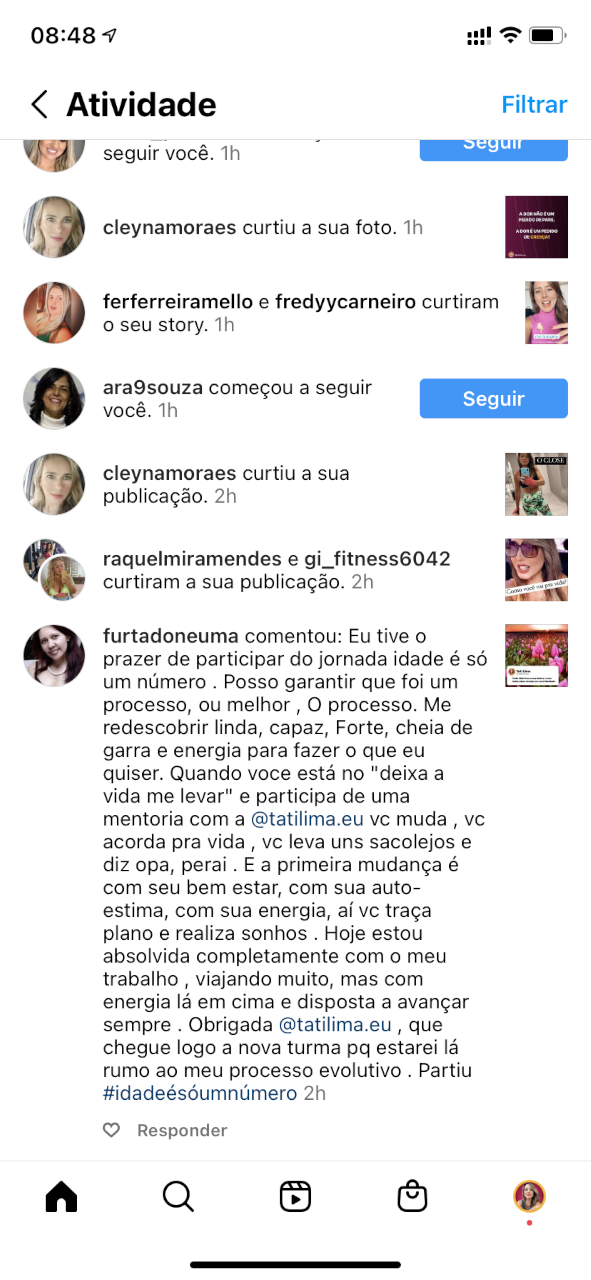 08:48
Atividade
Filtrar
seguir você. 1h
Seguir
cleynamoraes curtiu a sua foto. 1h
A DOR NÃO É UM
PEDIDO DE PARE.
A DOR É UM PEDIDO
DE CRESÇA!
ferferreiramello e fredyycarneiro curtiram
o seu story. 1h
ara9souza começou a seguir
você. 1h
Seguir
cleynamoraes curtiu a sua
publicação. 2h
O CLOSE
raquelmiramendes e gi_fitness6042
curtiram a sua publicação. 2h
Como você vai pra vida?
furtadoneuma comentou: Eu tive o
prazer de participar do jornada idade é só
um número . Posso garantir que foi um
processo, ou melhor , O processo. Me
redescobrir linda, capaz, Forte, cheia de
garra e energia para fazer o que eu
quiser. Quando voce está no "deixa a
vida me levar" e participa de uma
mentoria com a @tatilima.eu vc muda , vc
acorda pra vida , vc leva uns sacolejos e
diz opa, perai . E a primeira mudança é
com seu bem estar, com sua auto-
estima, com sua energia, aí vc traça
plano e realiza sonhos . Hoje estou
absolvida completamente com o meu
trabalho , viajando muito, mas com
energia lá em cima e disposta a avançar
sempre . Obrigada @tatilima.eu , que
chegue logo a nova turma pq estarei lá
rumo ao meu processo evolutivo . Partiu
#idadeésóumnúmero 2h
Responder